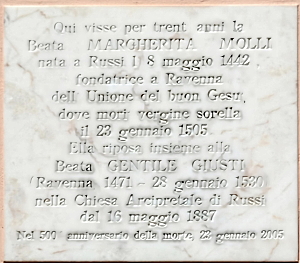 Qui visse per trent anni la
Beata MARGHERITA MOLLI
nata a Russi l 8 maggio 1442
fondatrice a Ravenna
dell Unione del buon Gesu,
dove morì vergine sorella
il 23 gennaio 1505.
Ella riposa insieme alla
Beata GENTILE GIUSTI
(Ravenna 1471 - 28 gennaio 1530
nella Chiesa Arcipretale di Russi
dal 16 maggio 1887
Nel 500° anniversario della morte, 23 gennaio 2005